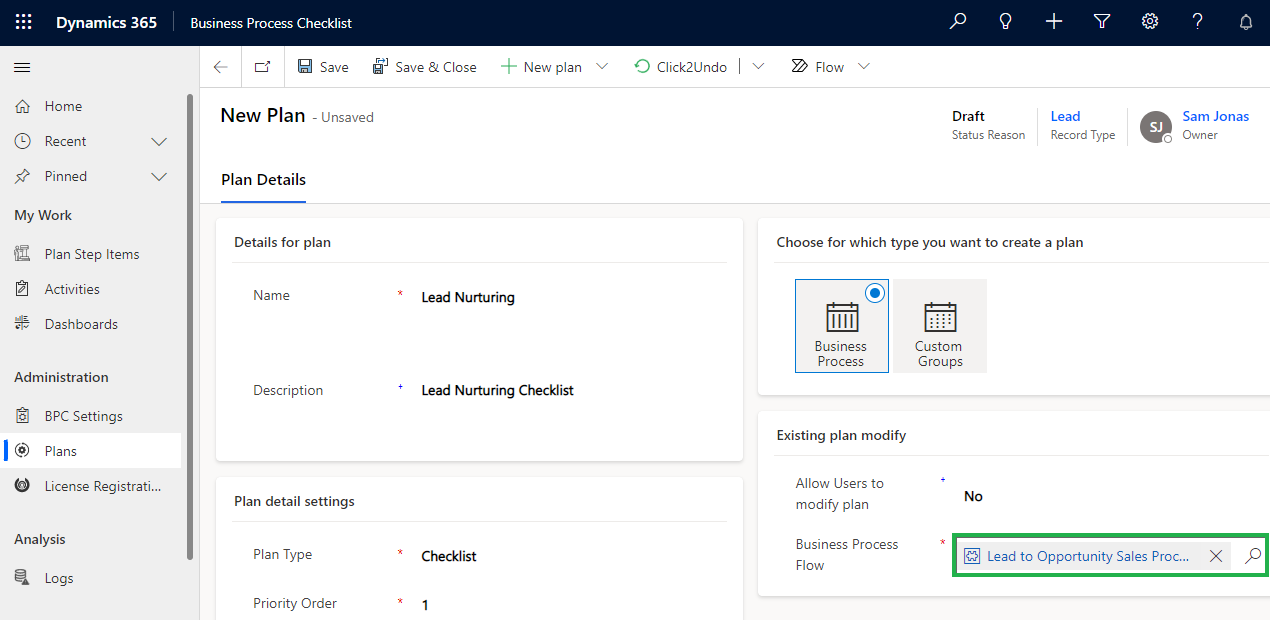 Dynamics 365
Business Process Checklist
Save
Save & Close
New plan
Click2Undo
Flow
Home
Recent
Pinned
My Work
Plan Step Items
Activities
Dashboards
Administration
BPC Settings
Plans
License Registrati...
Analysis
Logs
New Plan - Unsaved
Draft
Status Reason
Lead
Record Type
SJ
Sam Jonas
Owner
Plan Details
Details for plan
Name * Lead Nurturing
Description + Lead Nurturing Checklist
Plan detail settings
Plan Type * Checklist
Priority Order * 1
Choose for which type you want to create a plan
Business
Process
Custom
Groups
Existing plan modify
Allow Users to
modify plan
+
No
Business Process
Flow
*
Lead to Opportunity Sales Proc...